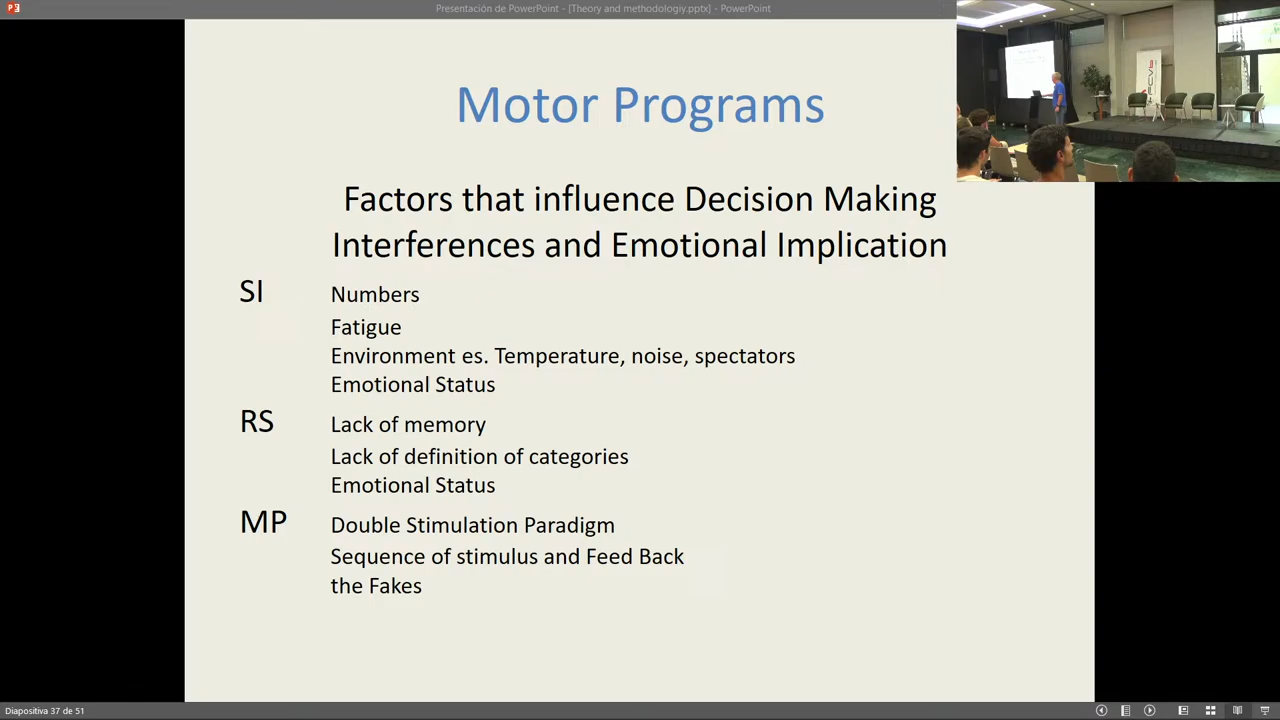 Presentación de PowerPoint - [Theory and methodologiy.pptx] - PowerPoint
Motor Programs
Factors that influence Decision Making
Interferences and Emotional Implication
SI Numbers
Fatigue
Environment es. Temperature, noise, spectators
Emotional Status
RS Lack of memory
Lack of definition of categories
Emotional Status
MP Double Stimulation Paradigm
Sequence of stimulus and Feed Back
the Fakes
Diapositiva 37 de 51